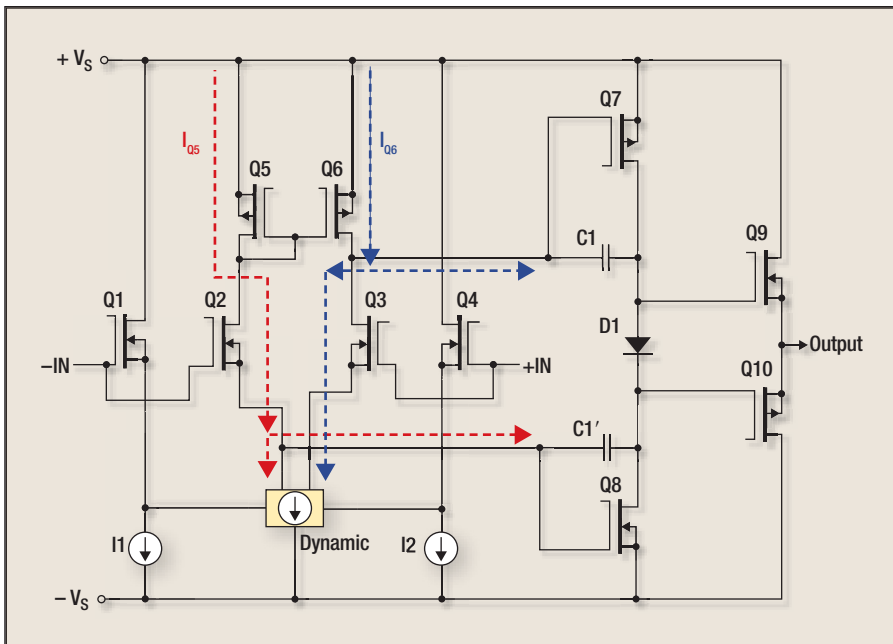 + VS
Q7
IQ5
IQ6
Q5 Q6
C1 Q9
Q1 Q2 Q3 Q4
D1
–IN +IN Output
Q10
C1′
Q8
I1 Dynamic I2
– VS